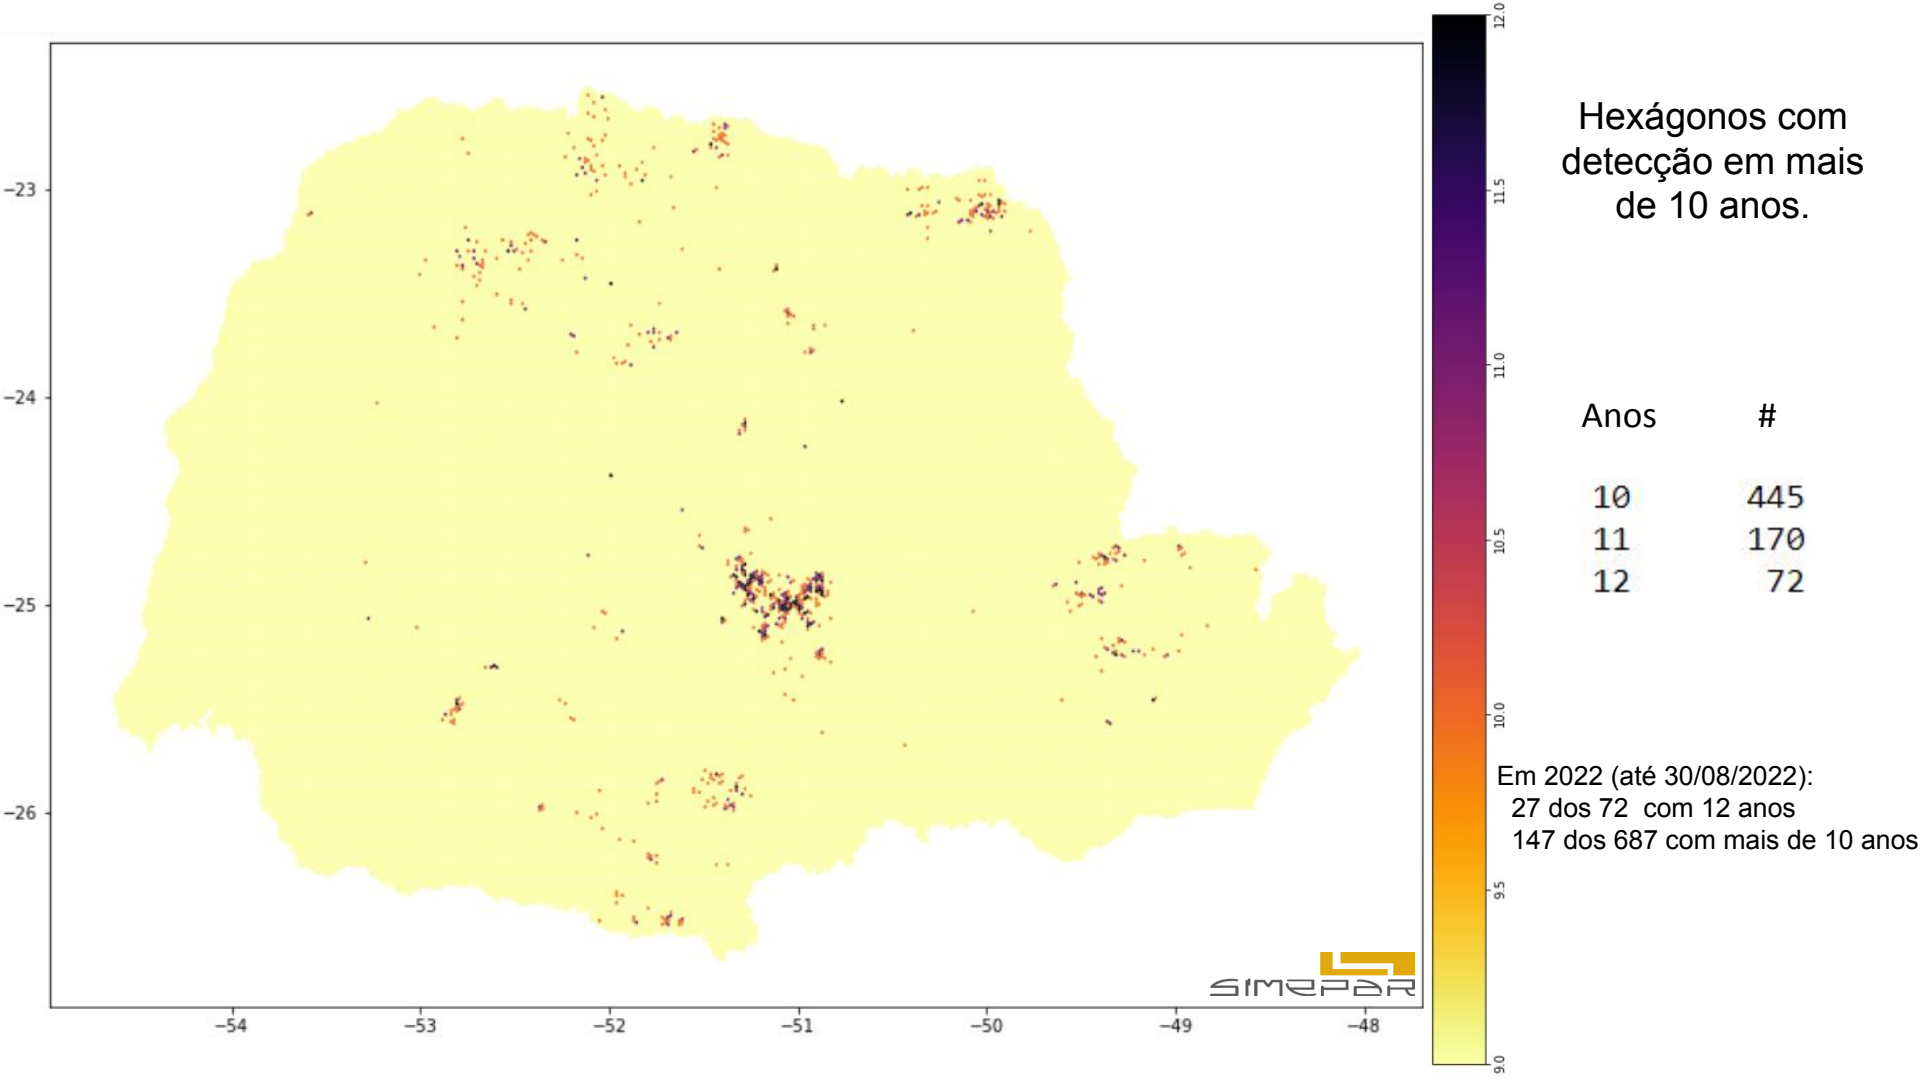 Hexágonos com
detecção em mais
de 10 anos.
Anos #
10 445
11 170
12 72
Em 2022 (até 30/08/2022):
27 dos 72 com 12 anos
147 dos 687 com mais de 10 anos
12.0
11.5
11.0
10.5
10.0
9.5
9.0
−23
−24
−25
−26
−54 −53 −52 −51 −50 −49 −48
SIMEPAR